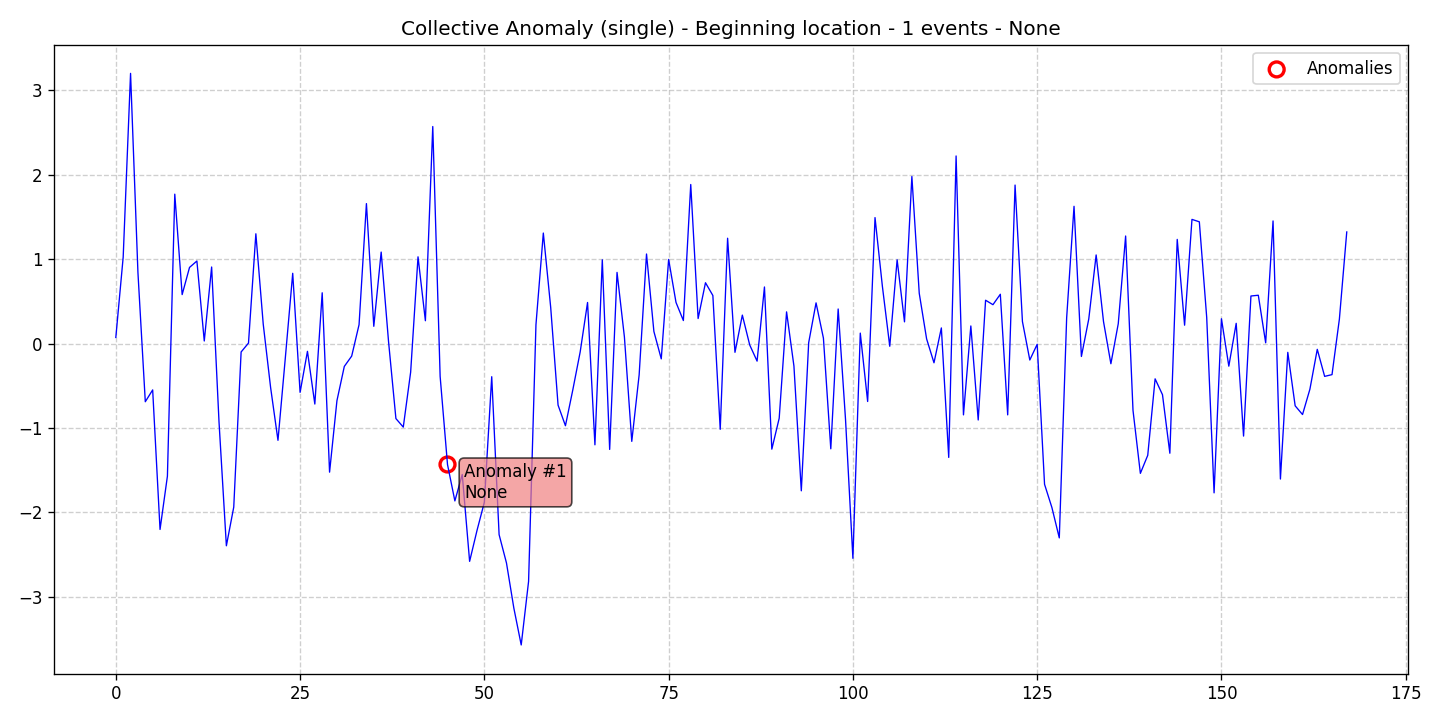 Collective Anomaly (single) - Beginning location - 1 events - None
Anomalies
3
2
1
0
−1
−2
−3
Anomaly #1
None
0 25 50 75 100 125 150 175